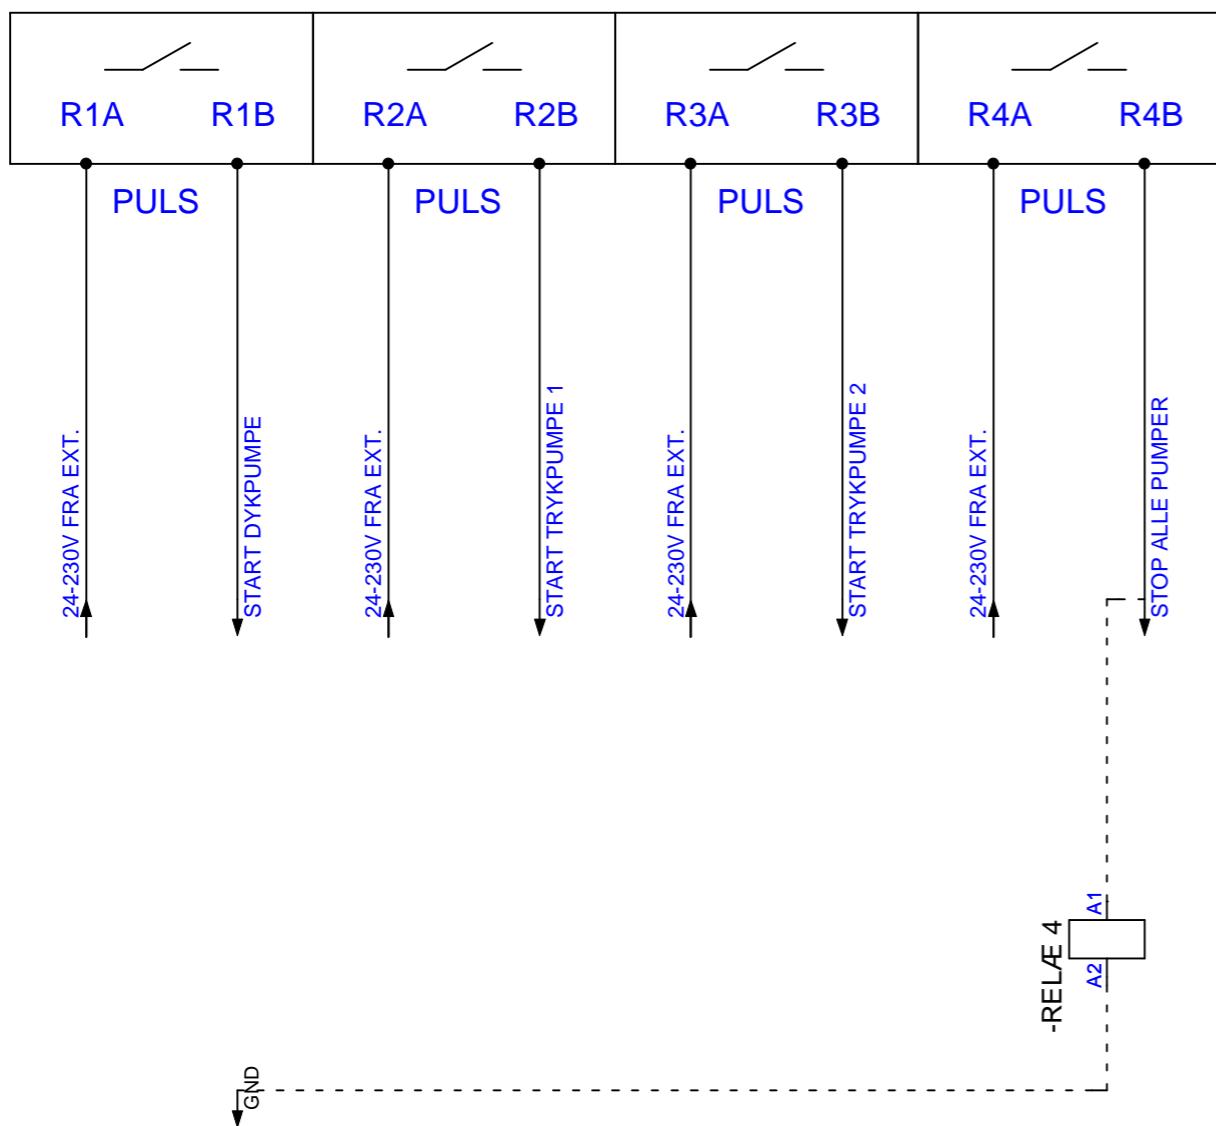 R1A R1B R2A R2B R3A R3B R4A R4B
PULS PULS PULS PULS
24-230V FRA EXT.
START DYKPUMPE
24-230V FRA EXT.
START TRYKPUMPE 1
24-230V FRA EXT.
START TRYKPUMPE 2
24-230V FRA EXT.
STOP ALLE PUMPER
A1
-RELÆ 4
A2
GND